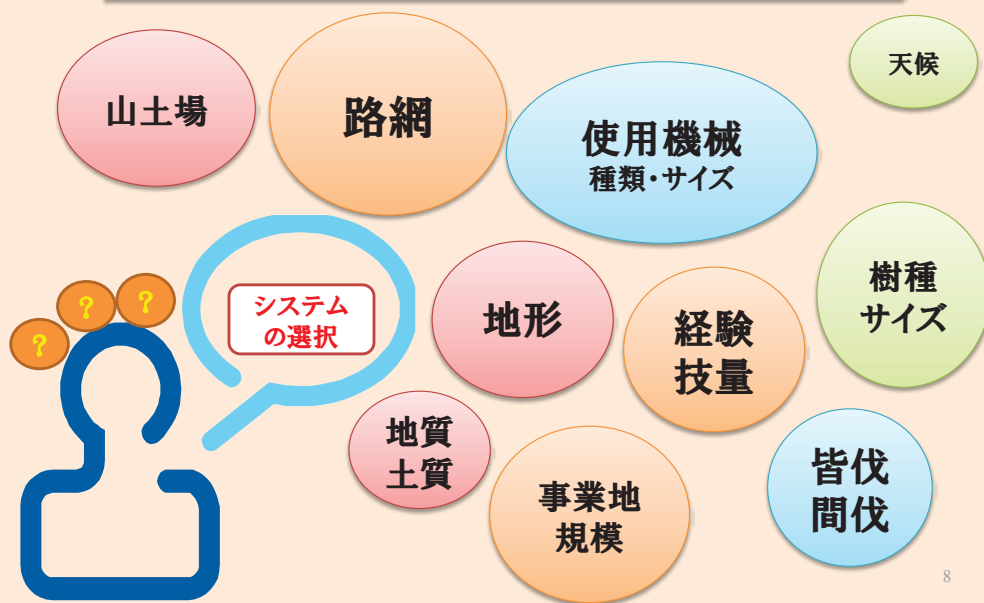 山土場
路網
使用機械
種類・サイズ
天候
樹種
サイズ
システム
の選択
地形
経験
技量
地質
土質
事業地
規模
皆伐
間伐
?
?
?
8